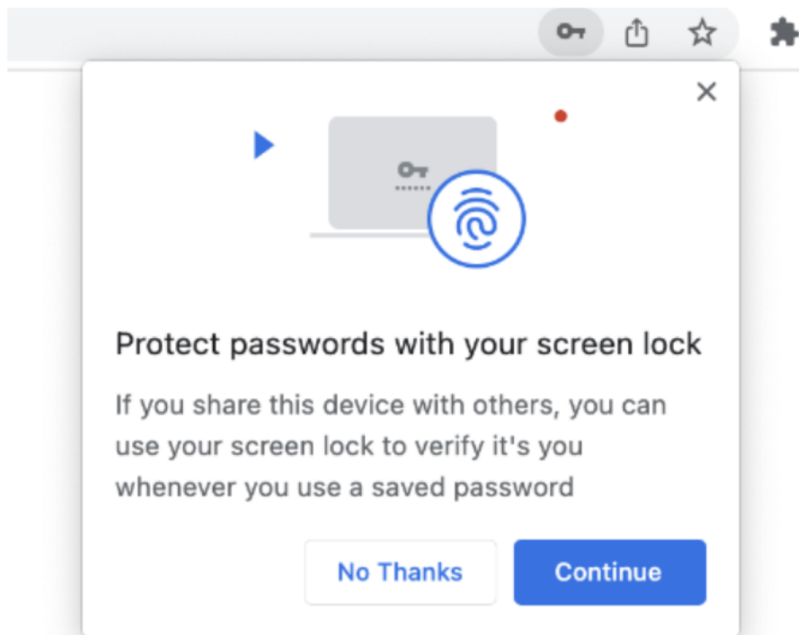 Protect passwords with your screen lock
If you share this device with others, you can
use your screen lock to verify it's you
whenever you use a saved password
No Thanks
Continue